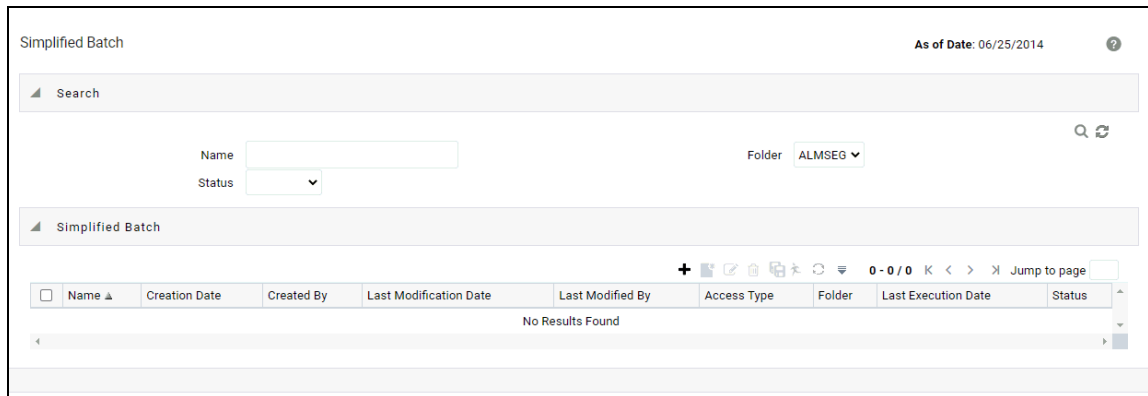 Simplified Batch As of Date: 06/25/2014 ?
Search
Name Folder ALMSEG
Status
Simplified Batch
0 - 0 / 0 Jump to page
Name Creation Date Created By Last Modification Date Last Modified By Access Type Folder Last Execution Date Status
No Results Found